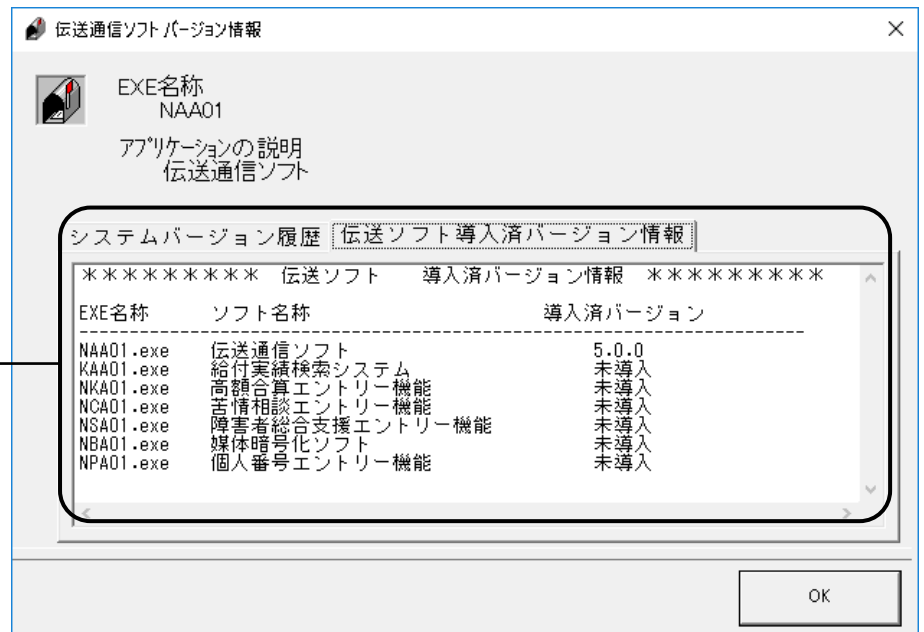 伝送通信ソフト バージョン情報
EXE名称
NAA01
アプリケーションの説明
伝送通信ソフト
システムバージョン履歴 伝送ソフト導入済バージョン情報
********* 伝送ソフト 導入済バージョン情報 *********
EXE名称 ソフト名称 導入済バージョン
--------------------------------------------------------------------------------
NAA01.exe 伝送通信ソフト 5.0.0
KAA01.exe 給付実績検索システム 未導入
NKA01.exe 高額合算エントリー機能 未導入
NCA01.exe 苦情相談エントリー機能 未導入
NSA01.exe 障害者総合支援エントリー機能 未導入
NBA01.exe 媒体暗号化ソフト 未導入
NPA01.exe 個人番号エントリー機能 未導入
OK